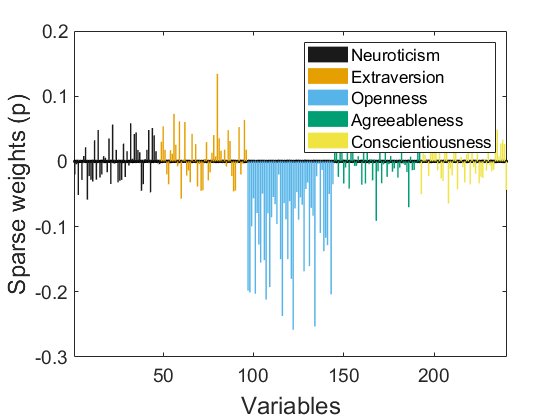 0.2
0.1
0
-0.1
-0.2
-0.3
Sparse weights (p)
Neuroticism
Extraversion
Openness
Agreeableness
Conscientiousness
50
100
150
200
Variables